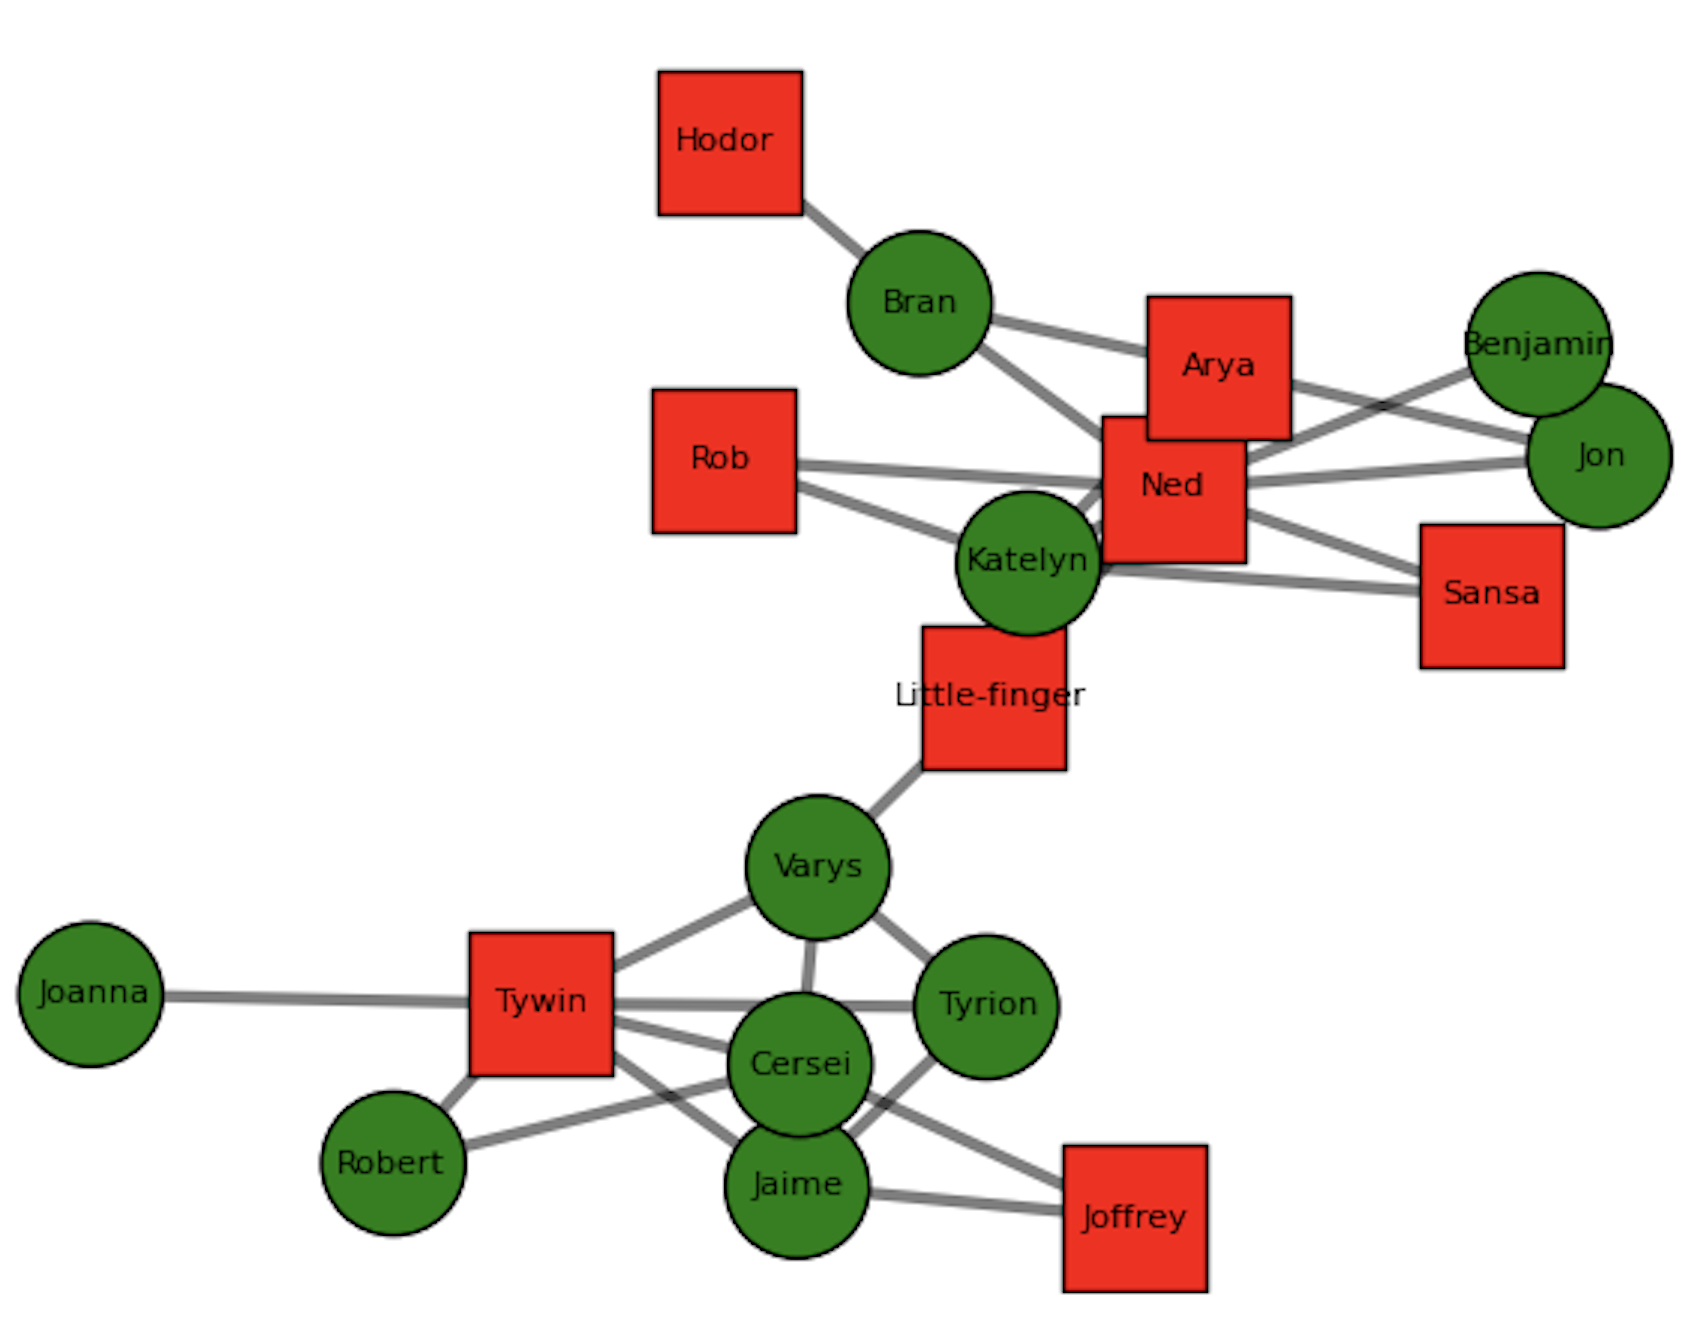 Hodor
Bran
Benjamin
Arya
Rob
Jon
Ned
Katelyn
Sansa
Little-finger
Varys
Joanna
Tywin
Tyrion
Cersei
Robert
Jaime
Joffrey